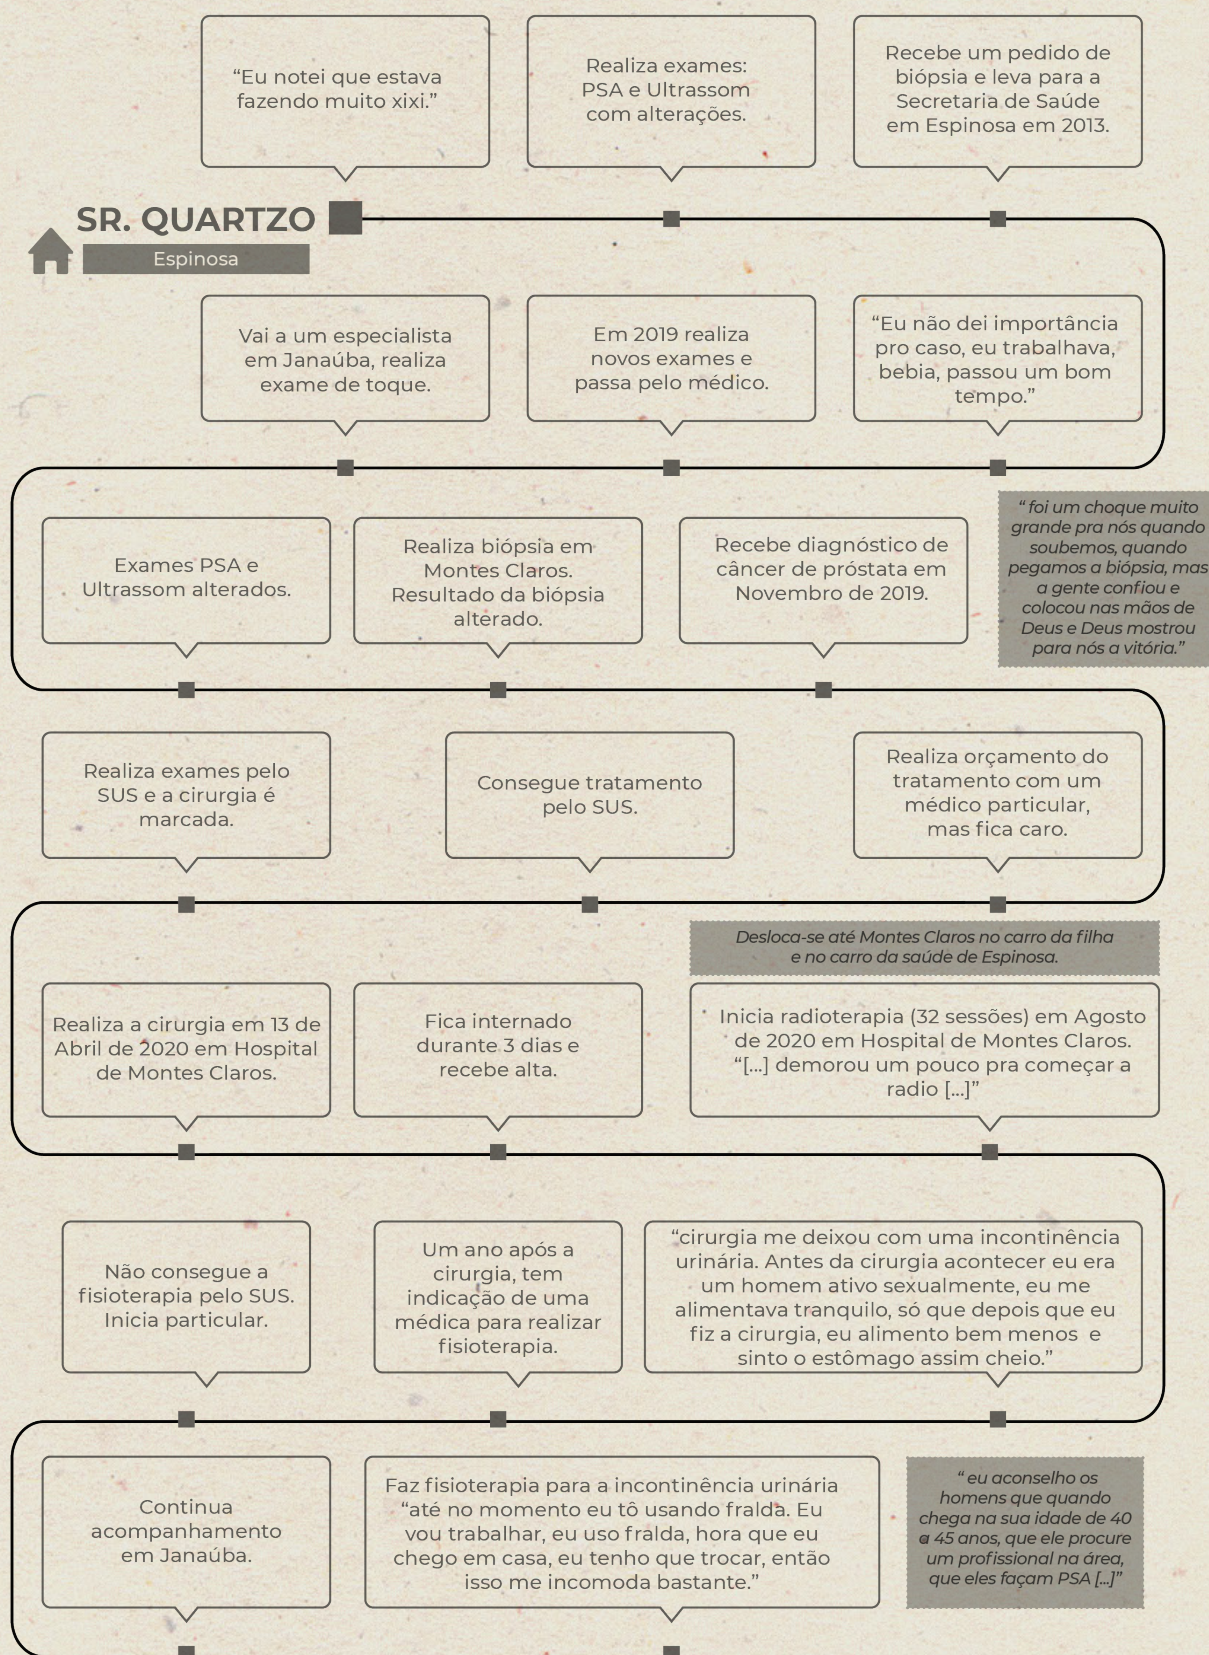 SR. QUARTZO
Espinosa
“Eu notei que estava
fazendo muito xixi.”
Realiza exames:
PSA e Ultrassom
com alterações.
Recebe um pedido de
biópsia e leva para a
Secretaria de Saúde
em Espinosa em 2013.
“Eu não dei importância
pro caso, eu trabalhava,
bebia, passou um bom
tempo.”
Em 2019 realiza
novos exames e
passa pelo médico.
Vai a um especialista
em Janaúba, realiza
exame de toque.
Exames PSA e
Ultrassom alterados.
Realiza biópsia em
Montes Claros.
Resultado da biópsia
alterado.
Recebe diagnóstico de
câncer de próstata em
Novembro de 2019.
“ foi um choque muito
grande pra nós quando
soubemos, quando
pegamos a biópsia, mas
a gente confiou e
colocou nas mãos de
Deus e Deus mostrou
para nós a vitória.”
Realiza orçamento do
tratamento com um
médico particular,
mas fica caro.
Consegue tratamento
pelo SUS.
Realiza exames pelo
SUS e a cirurgia é
marcada.
Realiza a cirurgia em 13 de
Abril de 2020 em Hospital
de Montes Claros.
Fica internado
durante 3 dias e
recebe alta.
Desloca-se até Montes Claros no carro da filha
e no carro da saúde de Espinosa.
Inicia radioterapia (32 sessões) em Agosto
de 2020 em Hospital de Montes Claros.
“[...] demorou um pouco pra começar a
radio [...]”
“cirurgia me deixou com uma incontinência
urinária. Antes da cirurgia acontecer eu era
um homem ativo sexualmente, eu me
alimentava tranquilo, só que depois que eu
fiz a cirurgia, eu alimento bem menos e
sinto o estômago assim cheio.”
Um ano após a
cirurgia, tem
indicação de uma
médica para realizar
fisioterapia.
Não consegue a
fisioterapia pelo SUS.
Inicia particular.
Continua
acompanhamento
em Janaúba.
Faz fisioterapia para a incontinência urinária
“até no momento eu tô usando fralda. Eu
vou trabalhar, eu uso fralda, hora que eu
chego em casa, eu tenho que trocar, então
isso me incomoda bastante.”
“ eu aconselho os
homens que quando
chega na sua idade de 40
a 45 anos, que ele procure
um profissional na área,
que eles façam PSA [...]”